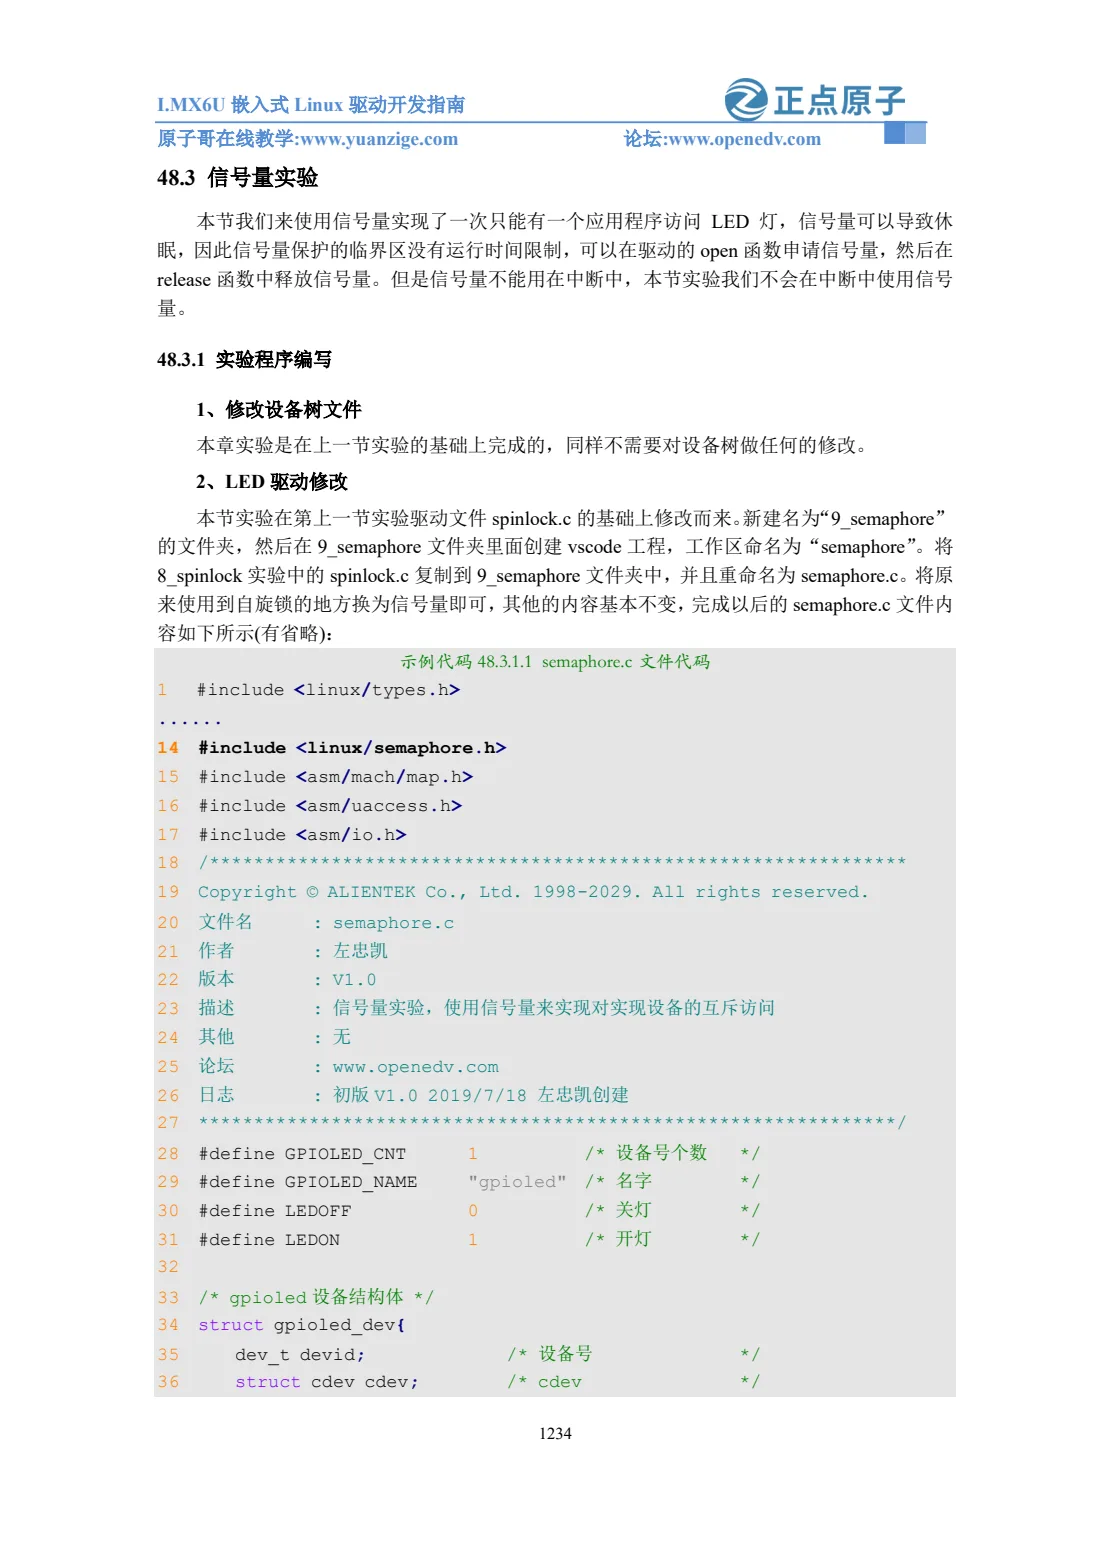 I.MX6U 嵌入式 Linux 驱动开发指南
正点原子
原子哥在线教学:www.yuanzige.com 论坛:www.openedv.com
48.3 信号量实验
本节我们来使用信号量实现了一次只能有一个应用程序访问 LED 灯，信号量可以导致休
眠，因此信号量保护的临界区没有运行时间限制，可以在驱动的 open 函数申请信号量，然后在
release 函数中释放信号量。但是信号量不能用在中断中，本节实验我们不会在中断中使用信号
量。
48.3.1 实验程序编写
1、修改设备树文件
本章实验是在上一节实验的基础上完成的，同样不需要对设备树做任何的修改。
2、LED 驱动修改
本节实验在第上一节实验驱动文件 spinlock.c 的基础上修改而来。新建名为“9_semaphore”
的文件夹，然后在 9_semaphore 文件夹里面创建 vscode 工程，工作区命名为“semaphore”。将
8_spinlock 实验中的 spinlock.c 复制到 9_semaphore 文件夹中，并且重命名为 semaphore.c。将原
来使用到自旋锁的地方换为信号量即可，其他的内容基本不变，完成以后的 semaphore.c 文件内
容如下所示(有省略)：
示例代码 48.3.1.1 semaphore.c 文件代码
1 #include <linux/types.h>
......
14 #include <linux/semaphore.h>
15 #include <asm/mach/map.h>
16 #include <asm/uaccess.h>
17 #include <asm/io.h>
18 /***************************************************************
19 Copyright © ALIENTEK Co., Ltd. 1998-2029. All rights reserved.
20 文件名 : semaphore.c
21 作者 : 左忠凯
22 版本 : V1.0
23 描述 : 信号量实验，使用信号量来实现对实现设备的互斥访问
24 其他 : 无
25 论坛 : www.openedv.com
26 日志 : 初版 V1.0 2019/7/18 左忠凯创建
27 ***************************************************************/
28 #define GPIOLED_CNT 1 /* 设备号个数 */
29 #define GPIOLED_NAME "gpioled" /* 名字 */
30 #define LEDOFF 0 /* 关灯 */
31 #define LEDON 1 /* 开灯 */
32
33 /* gpioled 设备结构体 */
34 struct gpioled_dev{
35 dev_t devid; /* 设备号 */
36 struct cdev cdev; /* cdev */
1234